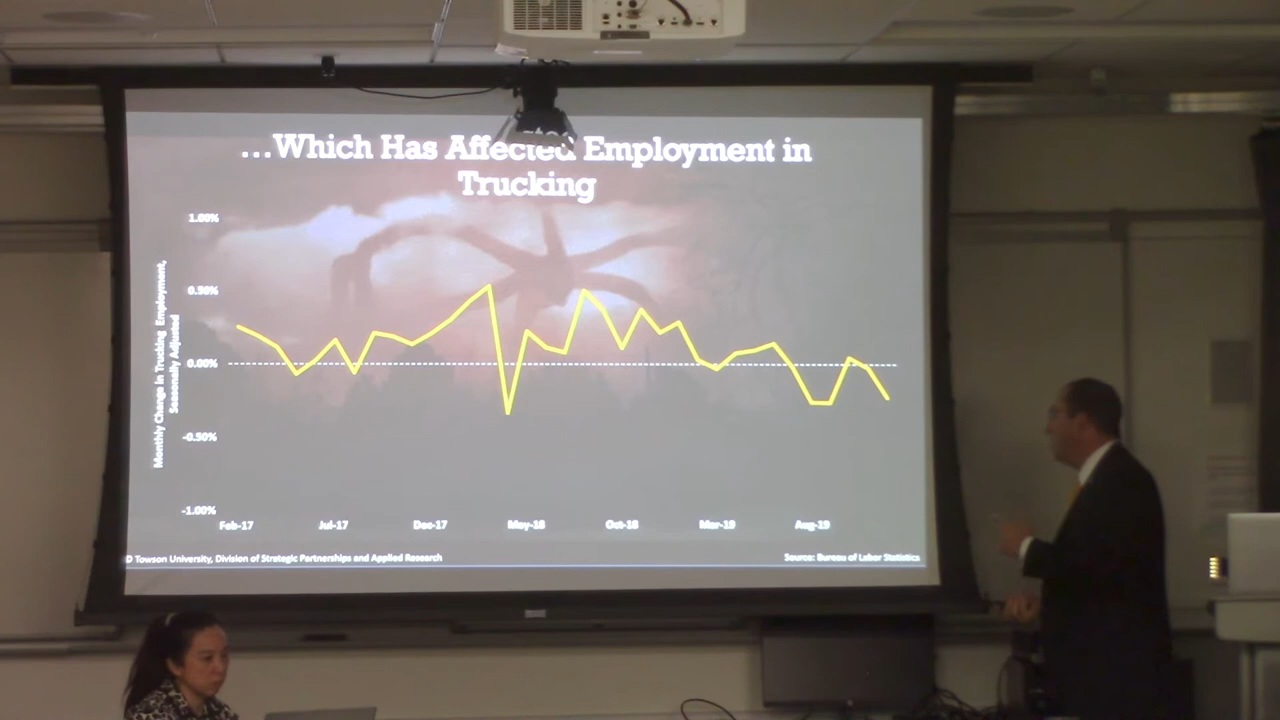 ...Which Has Affected Employment in
Trucking
1.00%
0.50%
0.00%
-0.50%
-1.00%
Monthly Change in Trucking Employment,
Seasonally Adjusted
Feb-17 Jul-17 Dec-17 May-18 Oct-18 Mar-19 Aug-19
© Towson University, Division of Strategic Partnerships and Applied Research
Source: Bureau of Labor Statistics